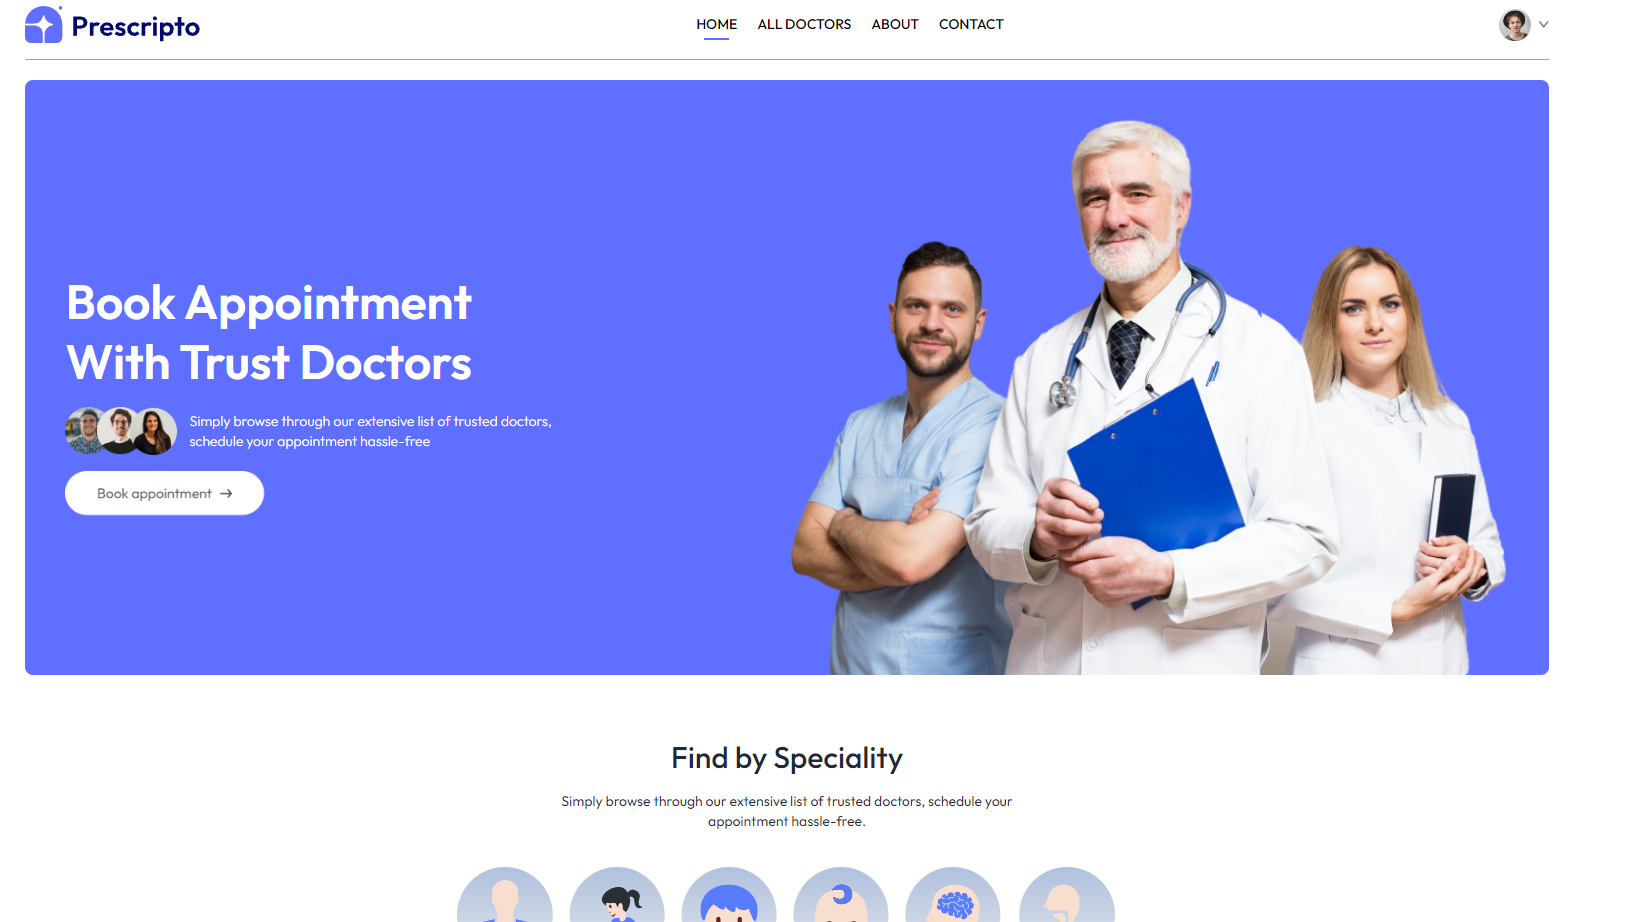 Prescripto
HOME
ALL DOCTORS
ABOUT
CONTACT
Book Appointment
With Trust Doctors
Simply browse through our extensive list of trusted doctors,
schedule your appointment hassle-free
Book appointment →
Find by Speciality
Simply browse through our extensive list of trusted doctors, schedule your
appointment hassle-free.